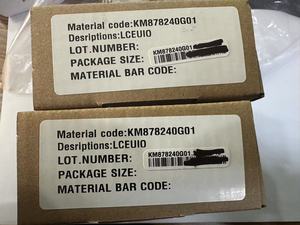 Material code:KM878240G01
Desriptions:LCEUIO
LOT.NUMBER:
PACKAGE SIZE: KM878240G01
MATERIAL BAR CODE:
Material code:KM878240G01
Desriptions:LCEUIO
LOT.NUMBER:
PACKAGE SIZE: KM878240G01
MATERIAL BAR CODE: